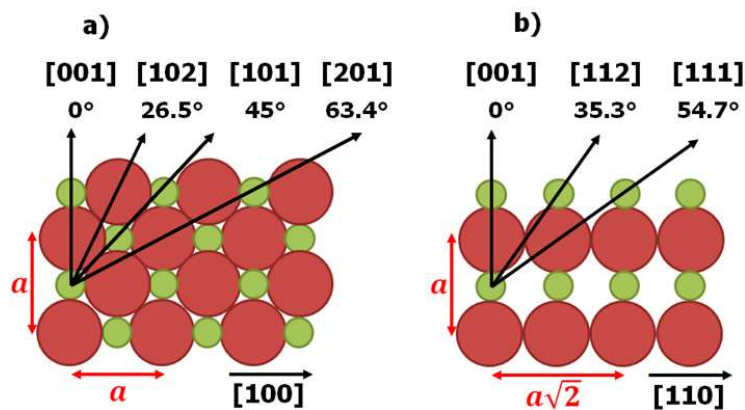 a)
[001] [102] [101] [201]
0° 26.5° 45° 63.4°
a
a
[100]
b)
[001] [112] [111]
0° 35.3° 54.7°
a
a√2
[110]